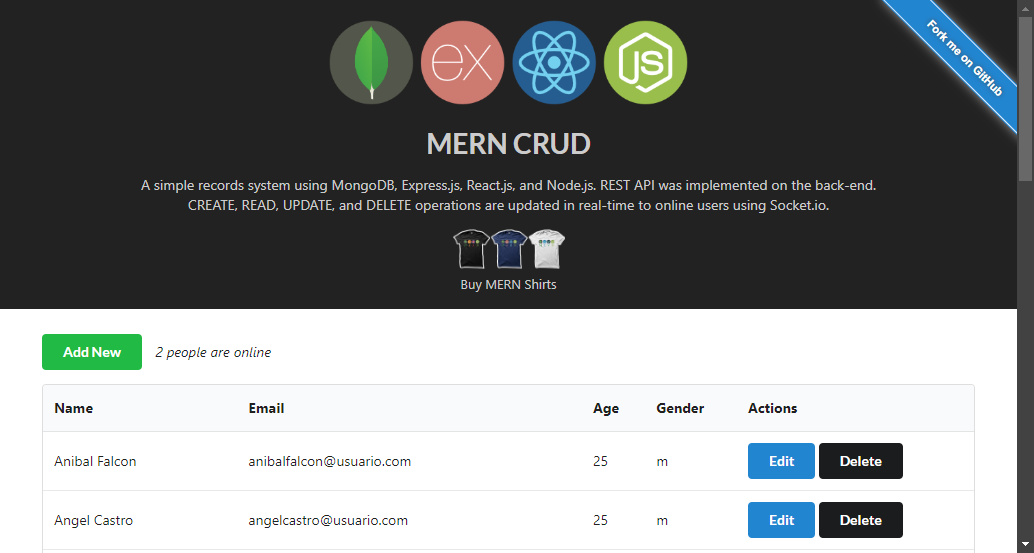 ex
JS
Fork me on GitHub
MERN CRUD
A simple records system using MongoDB, Express.js, React.js, and Node.js. REST API was implemented on the back-end.
CREATE, READ, UPDATE, and DELETE operations are updated in real-time to online users using Socket.io.
Buy MERN Shirts
Add New
2 people are online
Name Email Age Gender Actions
Anibal Falcon anibalfalcon@usuario.com 25 m Edit Delete
Angel Castro angelcastro@usuario.com 25 m Edit Delete